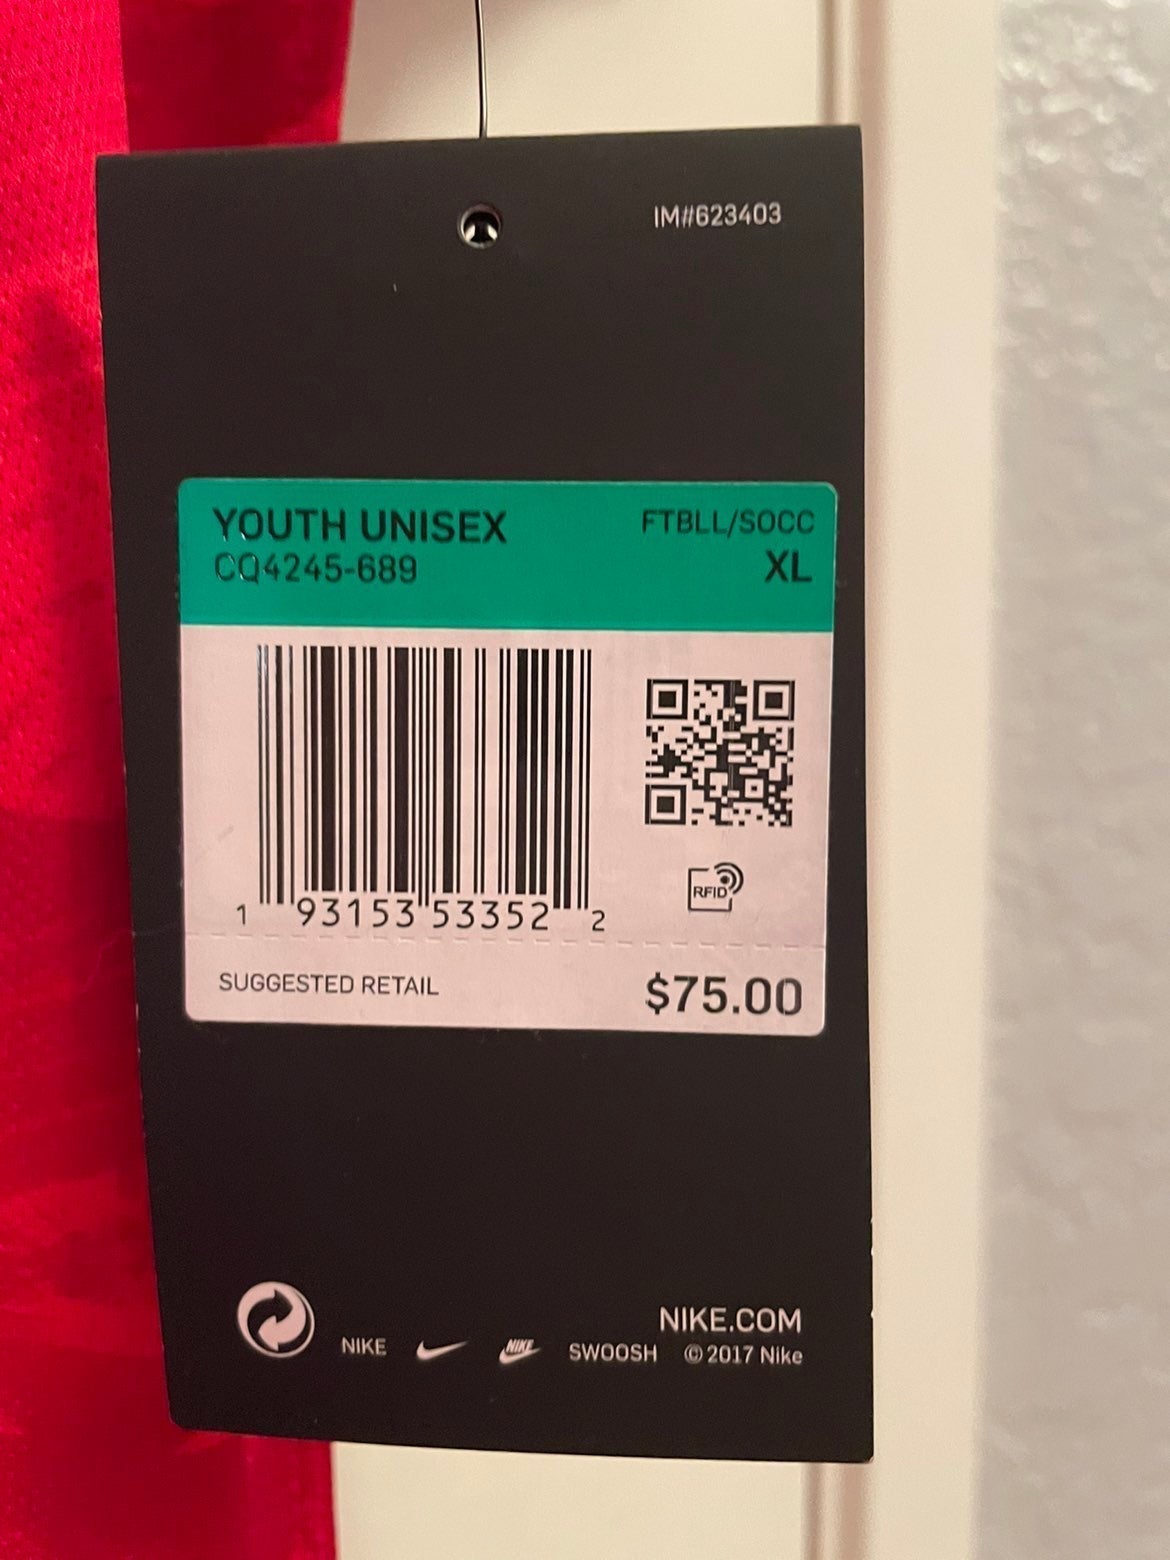 IM#623403
YOUTH UNISEX FTBLL/SOCC
CQ4245-689 XL
1 93153 53352 2
RFID
SUGGESTED RETAIL $75.00
NIKE.COM
NIKE NIKE SWOOSH © 2017 Nike